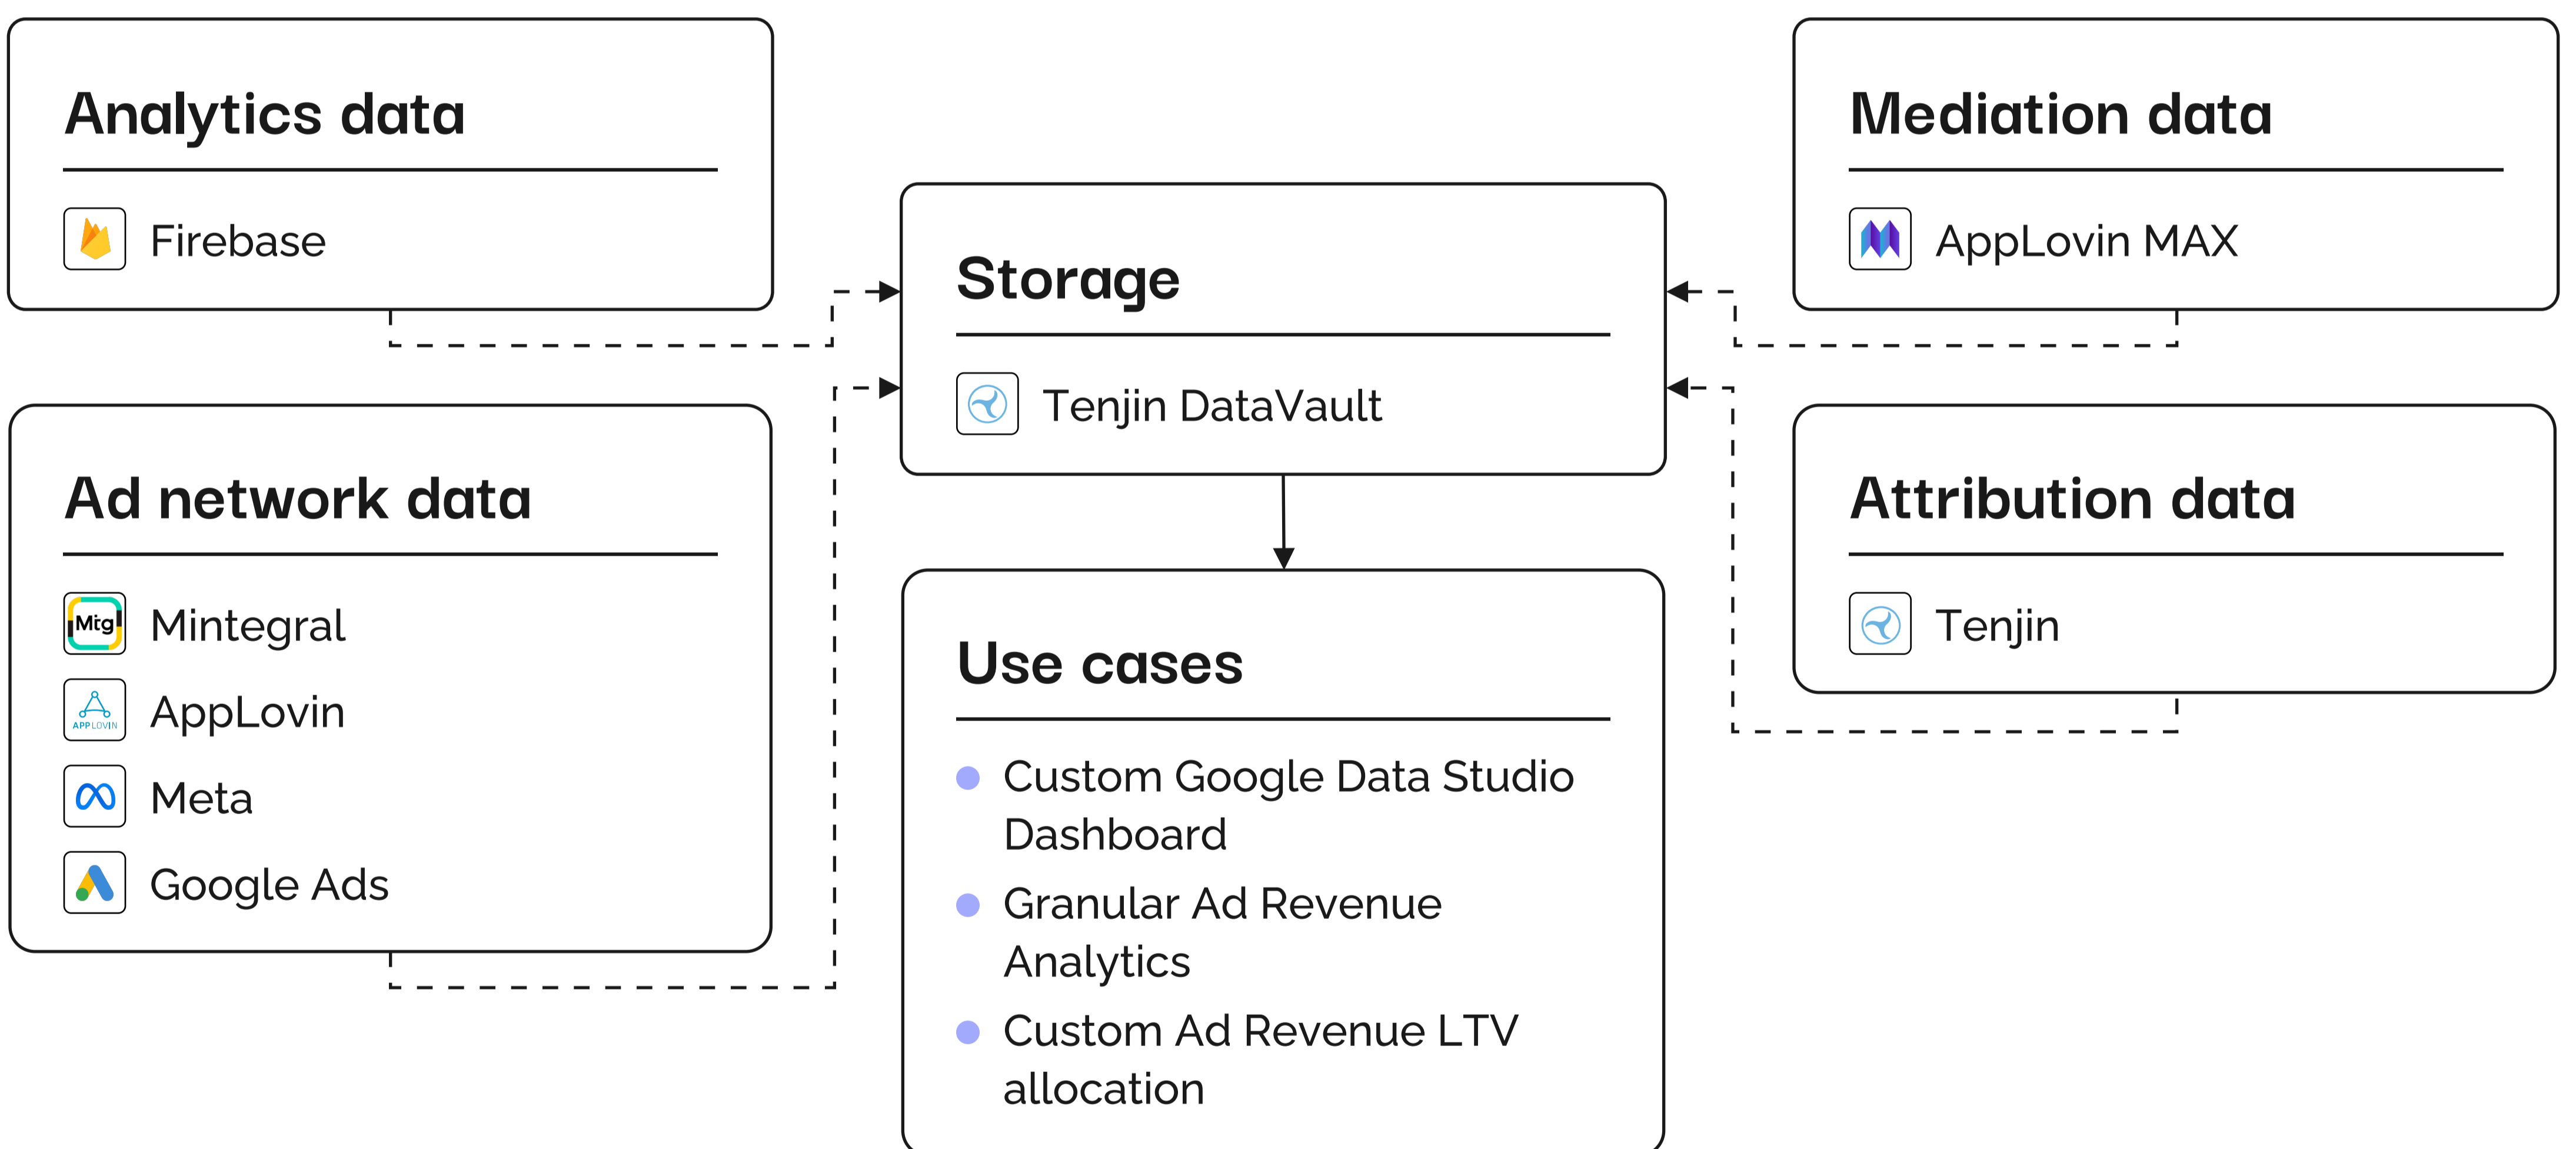 Analytics data
Firebase
Ad network data
Mtg
Mintegral
APPLOVIN
AppLovin
Meta
Google Ads
Storage
Tenjin DataVault
Use cases
Custom Google Data Studio
Dashboard
Granular Ad Revenue
Analytics
Custom Ad Revenue LTV
allocation
Mediation data
AppLovin MAX
Attribution data
Tenjin